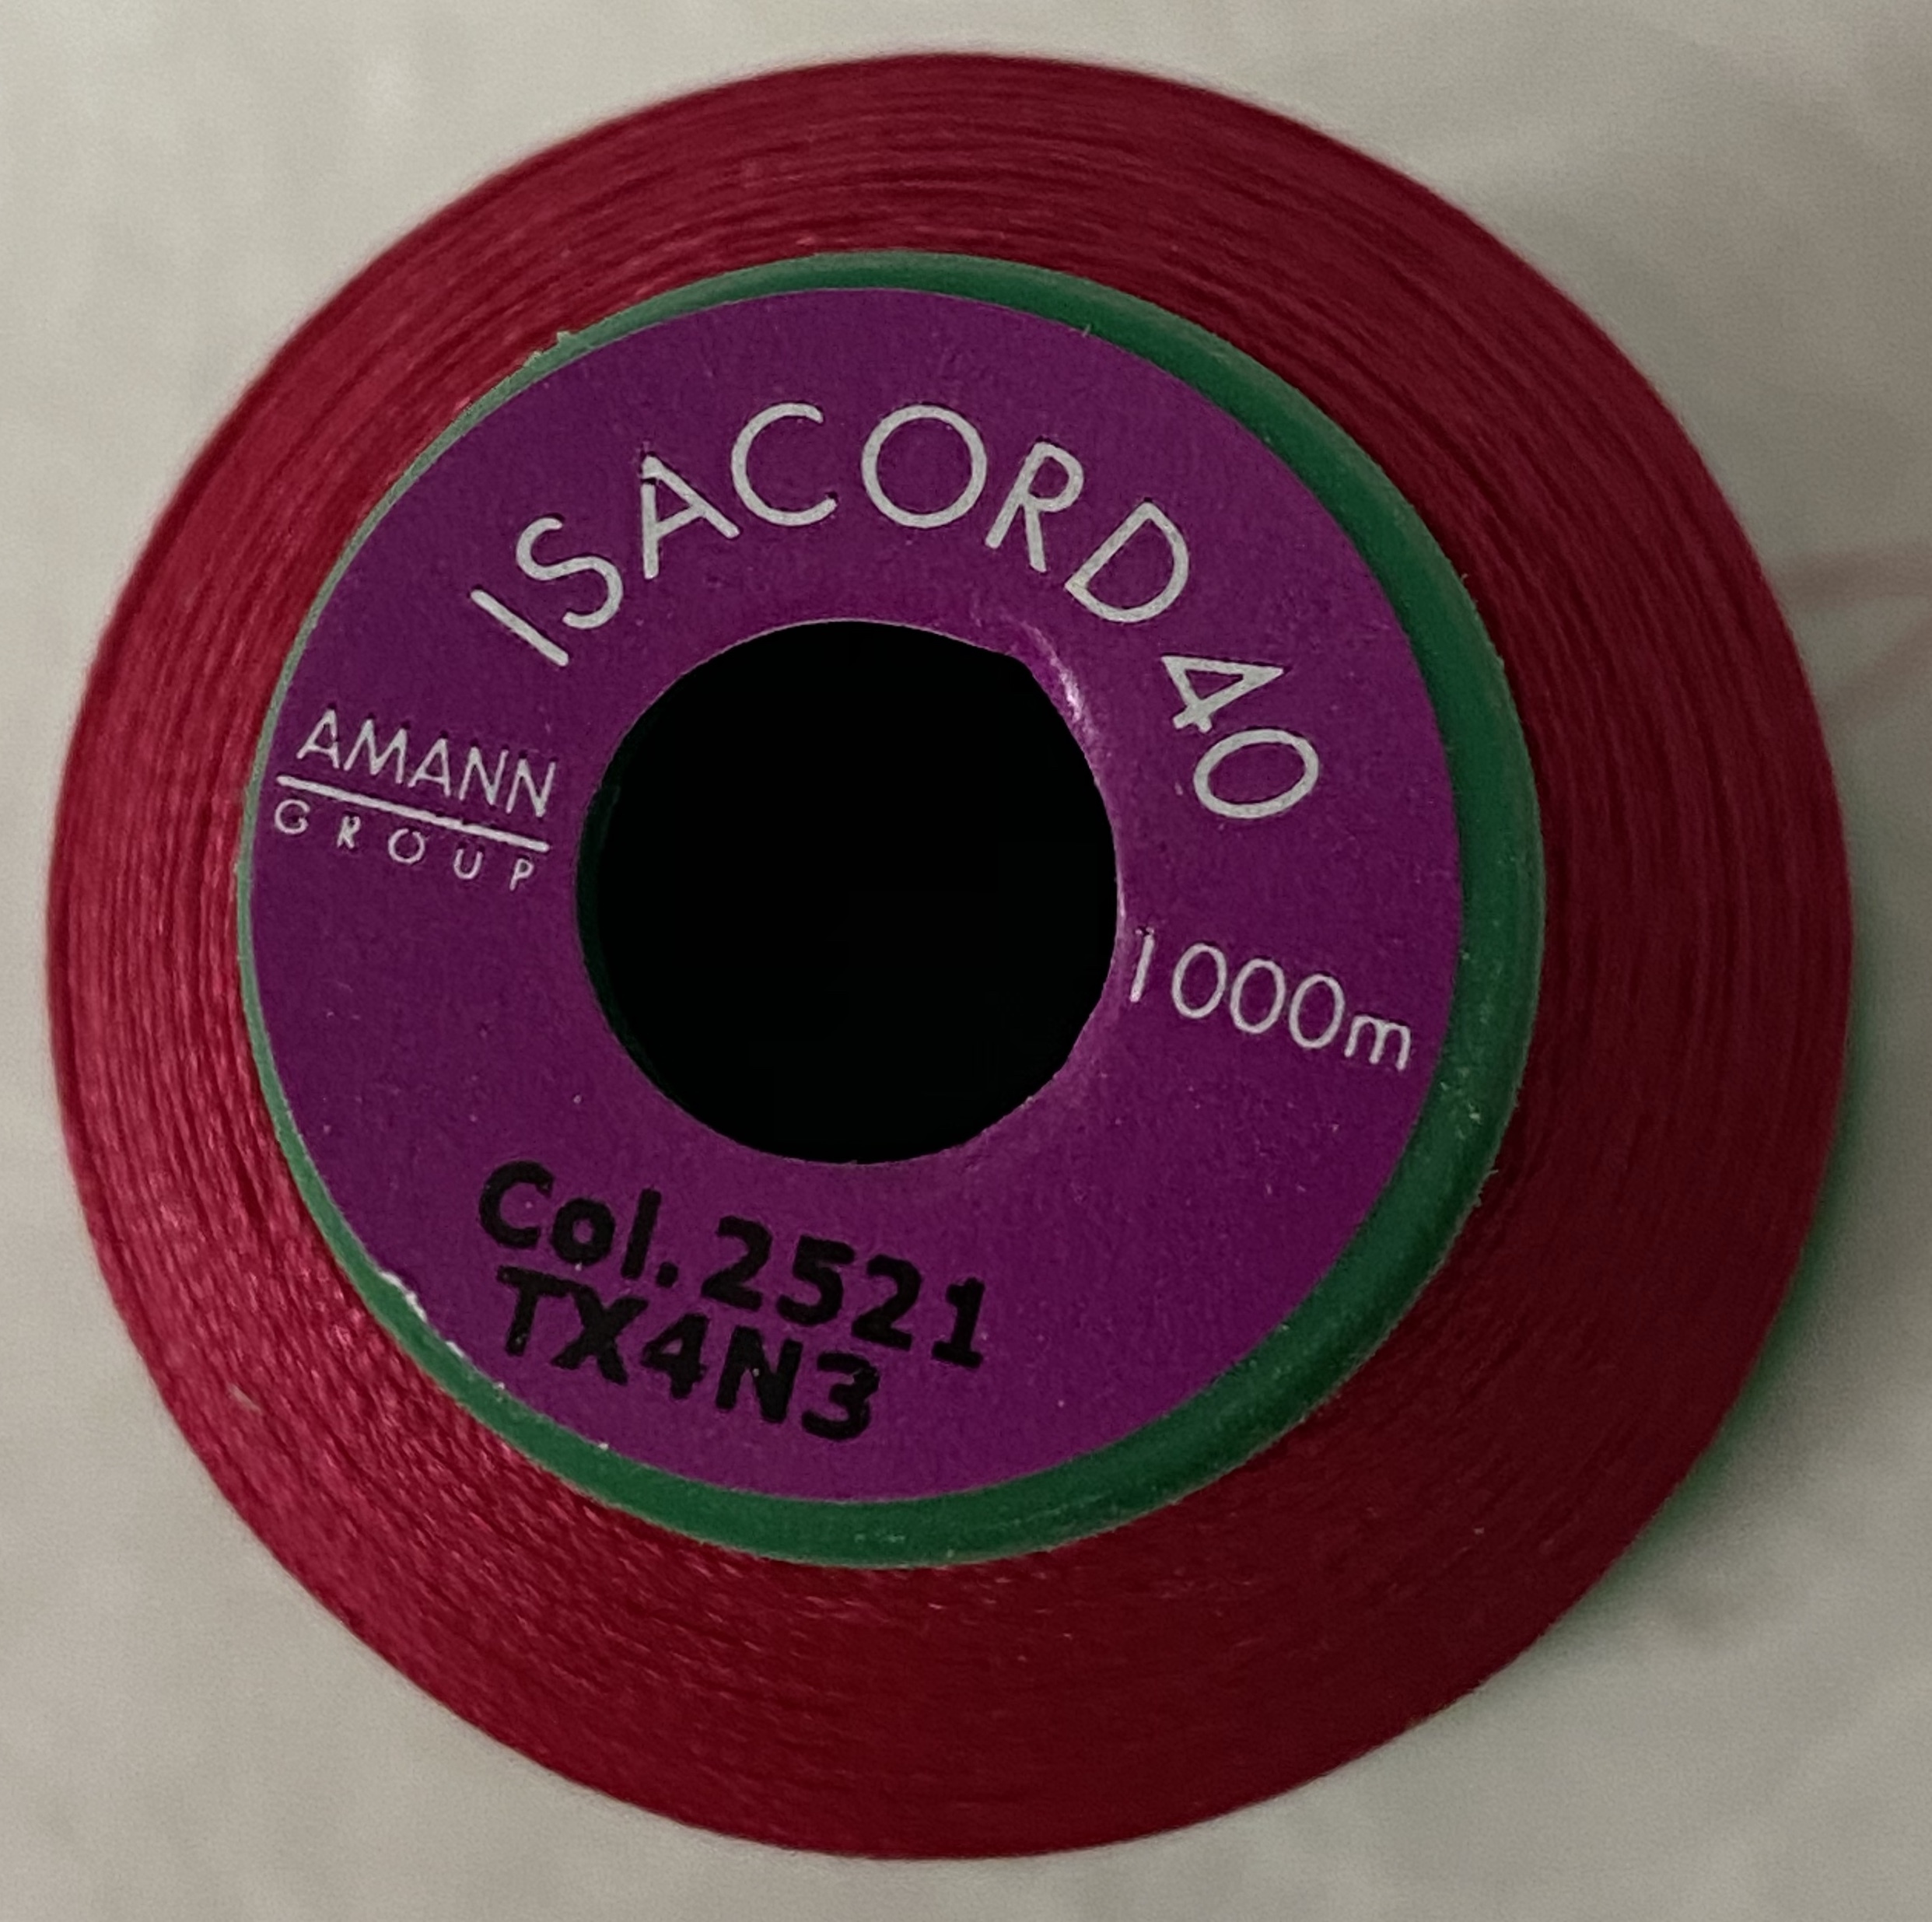 ISACORD 40
AMANN
GROUP
1000m
Col.2521
TX4N3